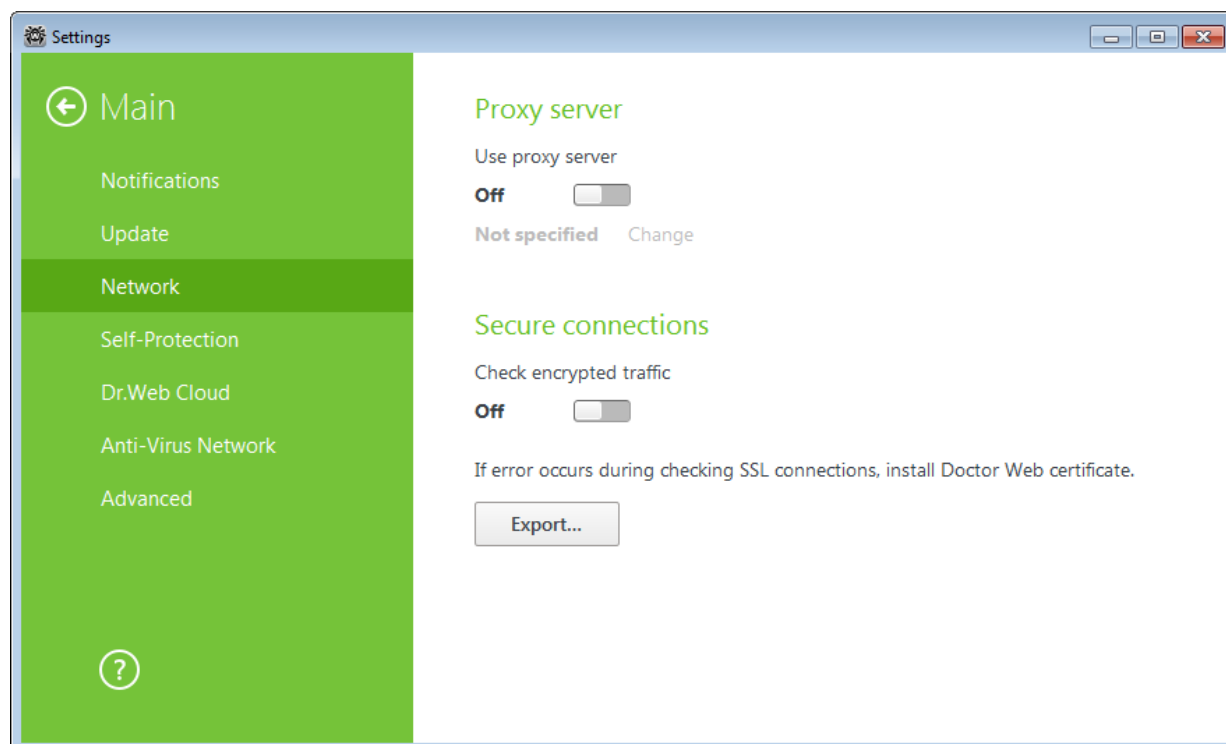 Settings
Main
Notifications
Update
Network
Self-Protection
Dr.Web Cloud
Anti-Virus Network
Advanced
?
Proxy server
Use proxy server
Off
Not specified Change
Secure connections
Check encrypted traffic
Off
If error occurs during checking SSL connections, install Doctor Web certificate.
Export...